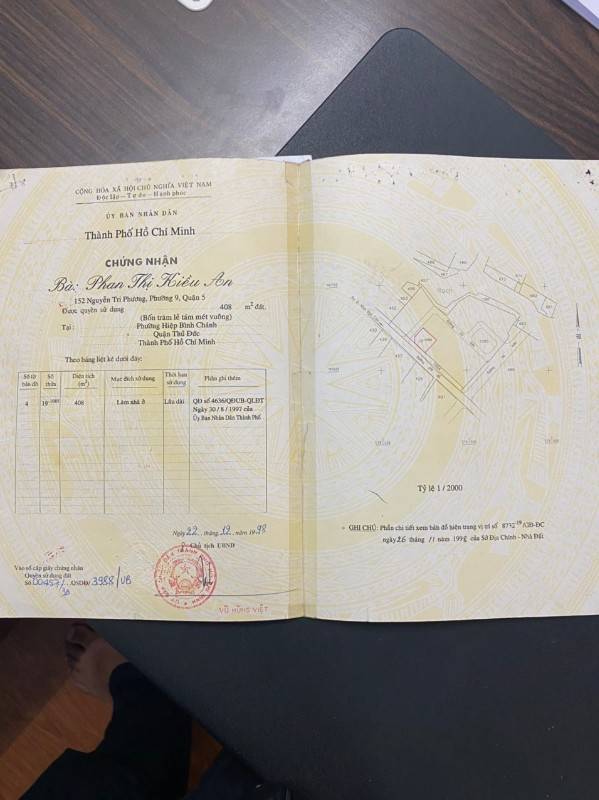 CỘNG HÒA XÃ HỘI CHỦ NGHĨA VIỆT NAM
Độc lập - Tự do - Hạnh phúc
ỦY BAN NHÂN DÂN
Thành Phố Hồ Chí Minh
CHỨNG NHẬN
Bà: Phan Thị Kiều An
152 Nguyễn Tri Phương, Phường 9, Quận 5
Được quyền sử dụng 408 m² đất.
(Bốn trăm lẻ tám mét vuông)
Tại : Phường Hiệp Bình Chánh
Quận Thủ Đức
Thành Phố Hồ Chí Minh
Theo bảng liệt kê dưới đây:
Số tờ bản đồ Số thửa Diện tích (m²) Mục đích sử dụng Thời hạn sử dụng Phần ghi thêm
4 19 408 Làm nhà ở Lâu dài QĐ số 4636/QĐUB-QLĐT
Ngày 30/8/1997 của
Ủy Ban Nhân Dân Thành Phố
Ngày 22 tháng 12 năm 1998
Chủ tịch UBND
Vào sổ cấp giấy chứng nhận
Quyền sử dụng đất
QSDĐ/ 3988/UB
VŨ HÙNG VIỆT
Rạch
Tỷ lệ 1 / 2000
GHI CHÚ: Phần chi tiết xem bản đồ hiện trạng vị trí số 8732
ngày 26 tháng 11 năm 1998 của Sở Địa Chính - Nhà Đất